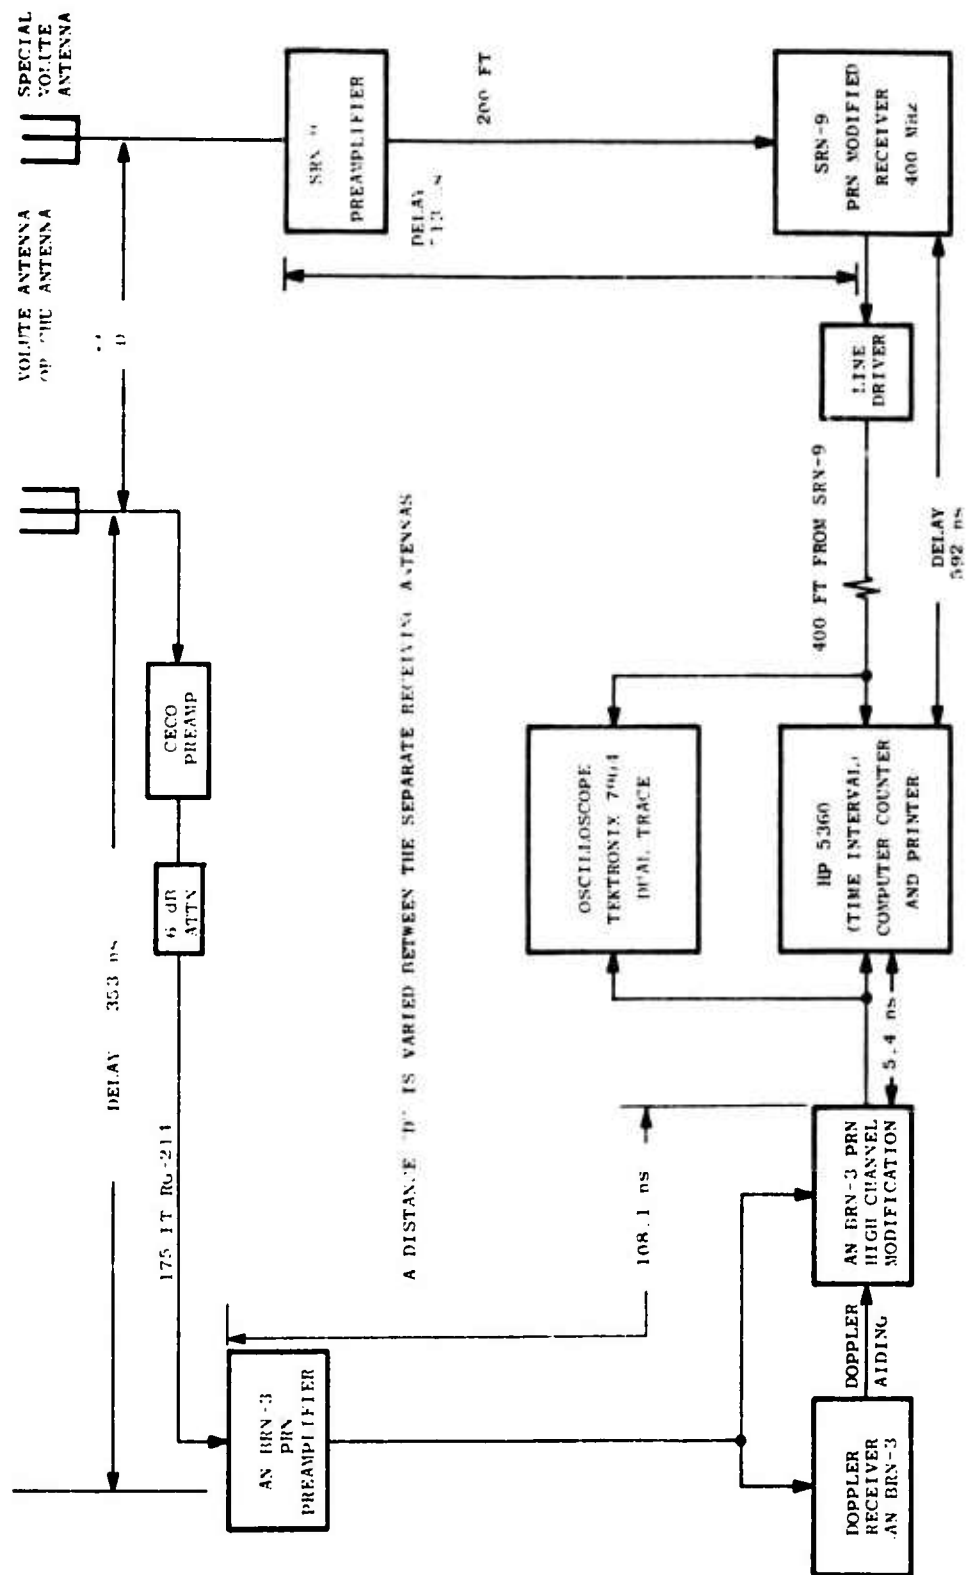 SPECIAL
VOLUTE
ANTENNA
VOLUTE ANTENNA
ANTENNA
DELAY 353 ns
175 FT RG-214
6 dB
ATTN
CECO
PREAMP
SRN-9
PREAMPLIFIER
200 FT
DELAY
ns
A DISTANCE "D" IS VARIED BETWEEN THE SEPARATE RECEIVING ANTENNAS
AN BRN-3
PRN
PREAMPLIFIER
108.1 ns
OSCILLOSCOPE
TEKTRONIX
DUAL TRACE
400 FT FROM SRN-9
LINE
DRIVER
SRN-9
PRN MODIFIED
RECEIVER
400 MHz
DOPPLER
RECEIVER
AN BRN-3
DOPPLER
AIDING
AN BRN-3 PRN
HIGH CHANNEL
MODIFICATION
5.4 ns
HP 5360
(TIME INTERVAL)
COMPUTER COUNTER
AND PRINTER
DELAY
592 ns